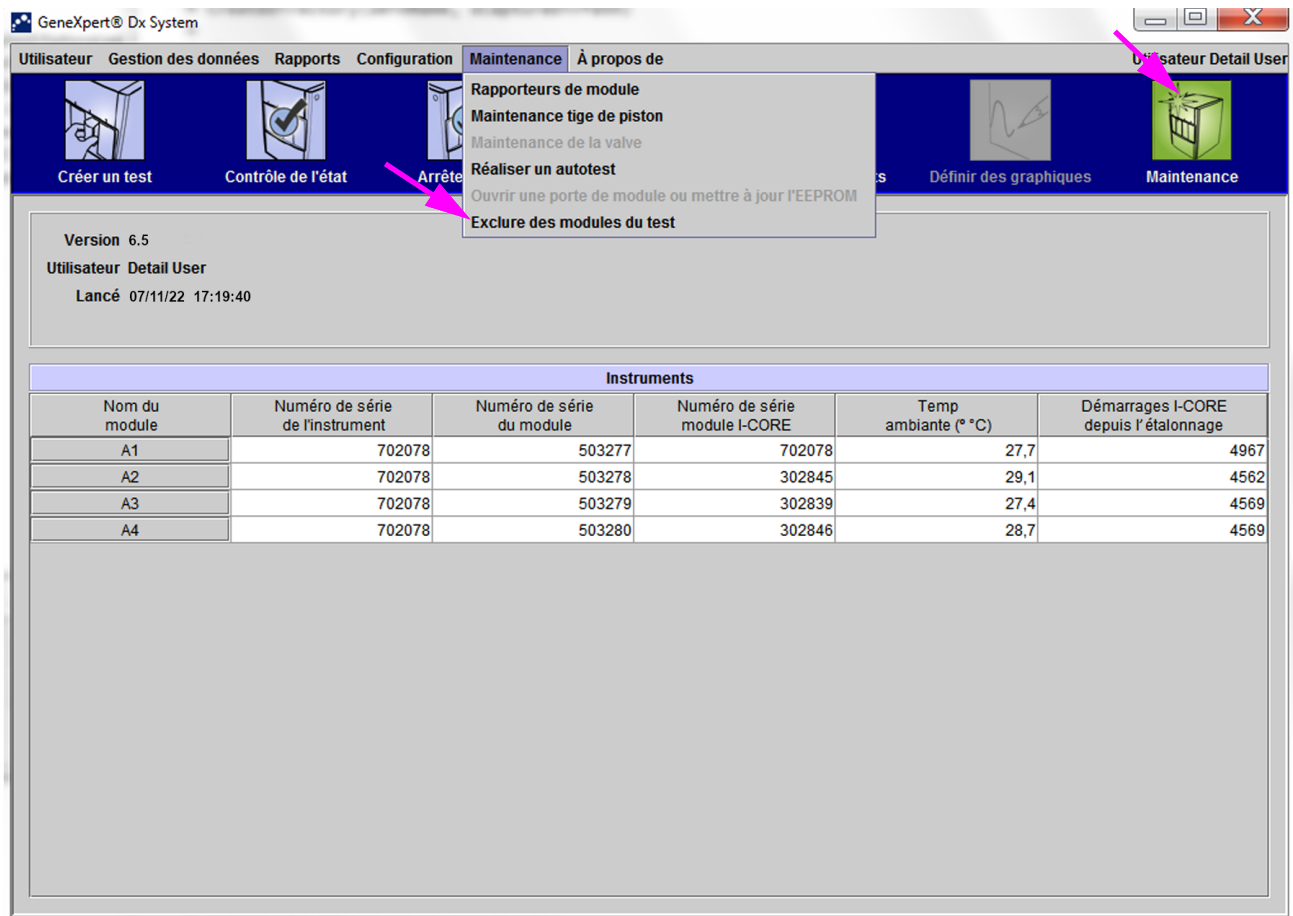 GeneXpert® Dx System
Utilisateur Gestion des données Rapports Configuration Maintenance À propos de Utilisateur Detail User
Rapporteurs de module
Maintenance tige de piston
Maintenance de la valve
Réaliser un autotest
Ouvrir une porte de module ou mettre à jour l'EEPROM
Exclure des modules du test
Créer un test Contrôle de l'état Définir des graphiques Maintenance
Version 6.5
Utilisateur Detail User
Lancé 07/11/22 17:19:40
Instruments
Nom du module Numéro de série de l'instrument Numéro de série du module Numéro de série module I-CORE Temp ambiante (º °C) Démarrages I-CORE depuis l'étalonnage
A1 702078 503277 702078 27,7 4967
A2 702078 503278 302845 29,1 4562
A3 702078 503279 302839 27,4 4569
A4 702078 503280 302846 28,7 4569